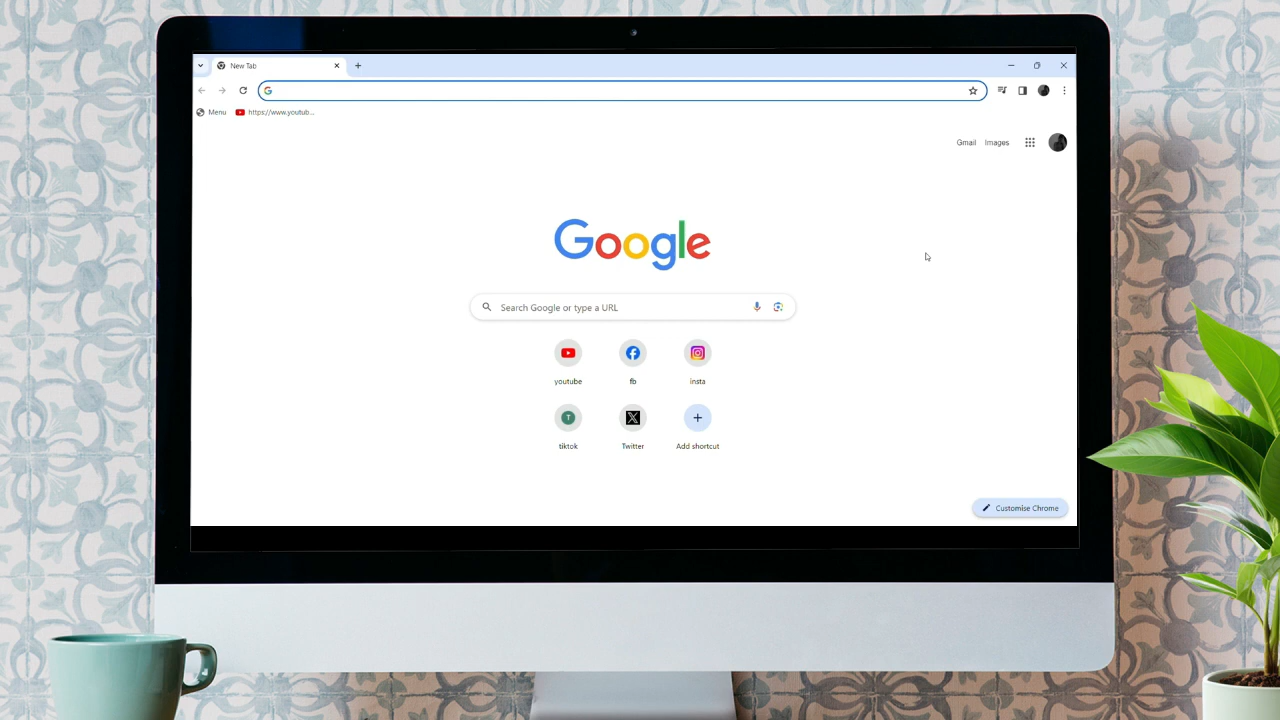 New Tab
Menu
https://www.youtub...
Gmail Images
Google
Search Google or type a URL
youtube
fb
insta
T
tiktok
X
Twitter
Add shortcut
Customise Chrome